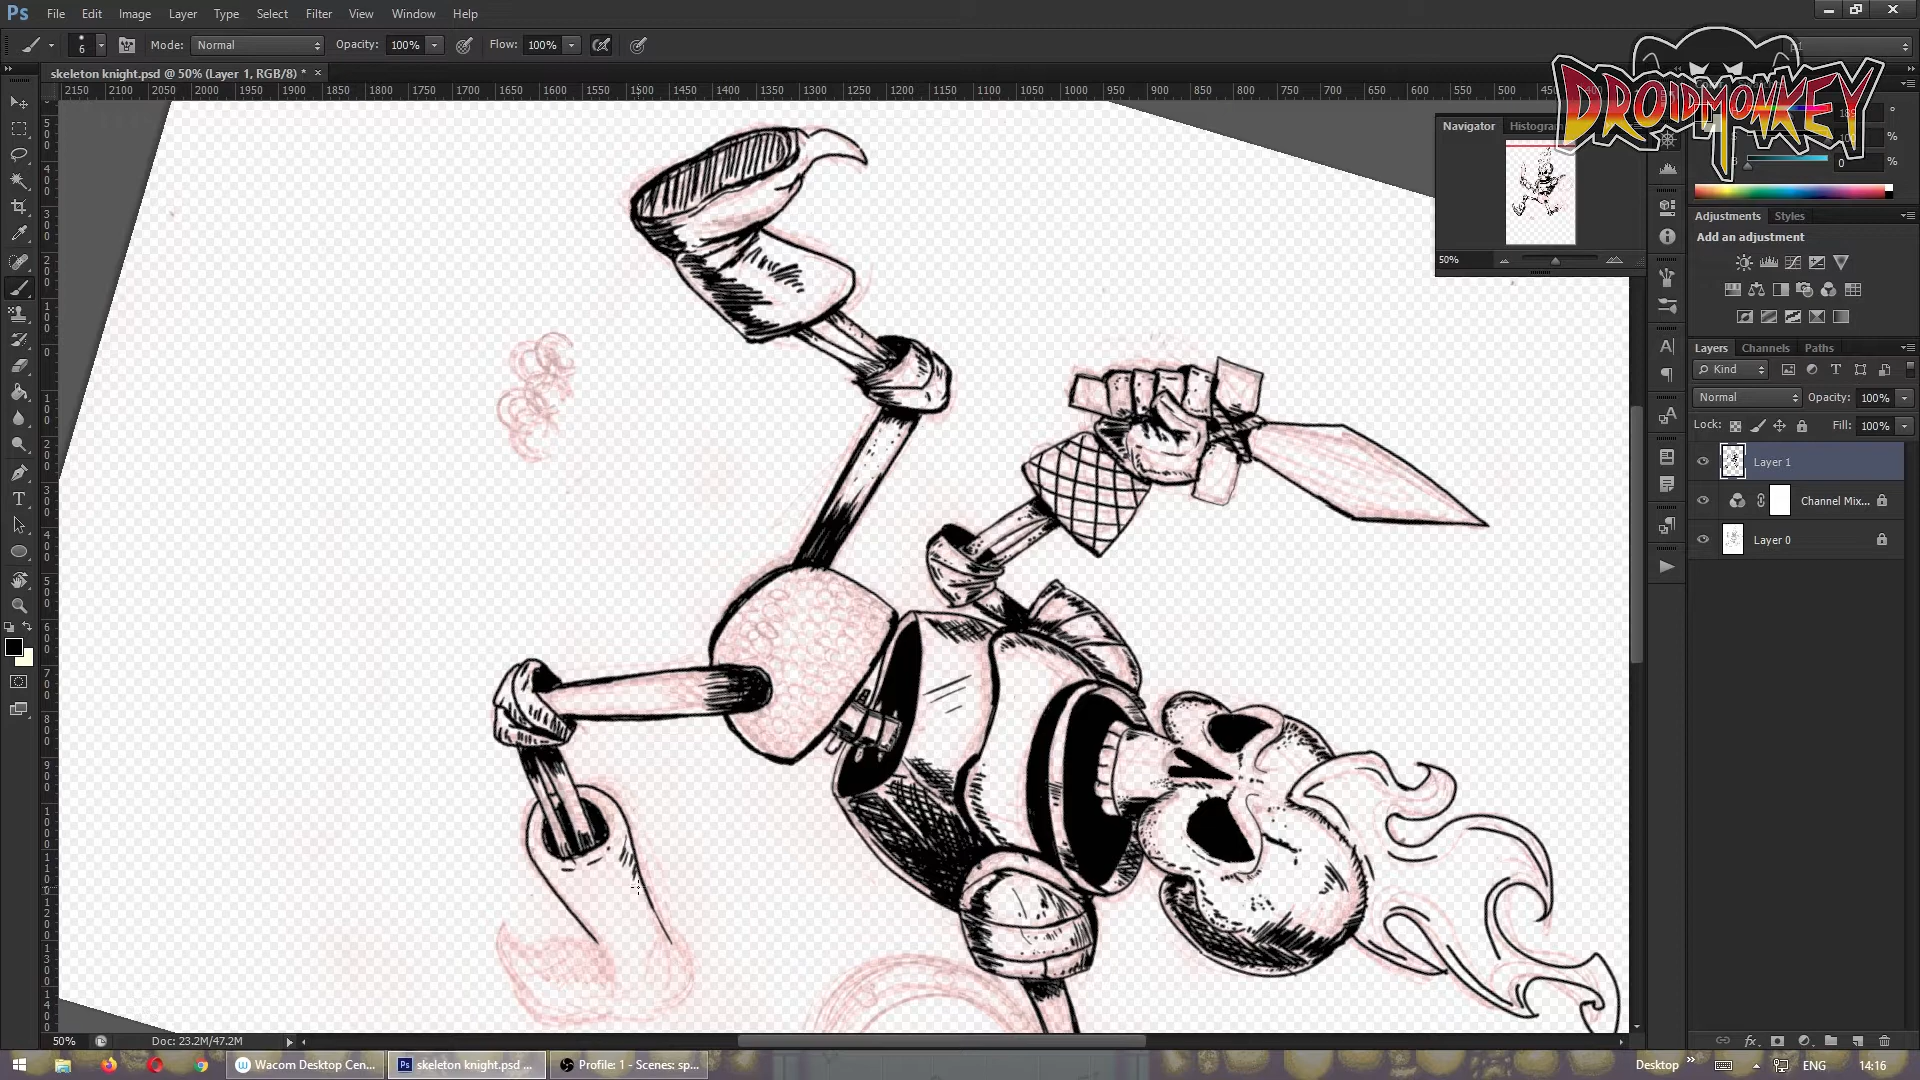 Ps File Edit Image Layer Type Select Filter Extended View Window Help
6 Mode: Normal Opacity: 100% Flow: 100%
skeleton knight.psd @ 50% (Layer 1, RGB/8) *
2150 2100 2050 2000 1950 1900 1850 1800 1750 1700 1650 1600 1550 1500 1450 1400 1350 1300 1250 1200 1150 1100 1050 1000 950 900 850 800 750 700 650 600 550 500
DROIDMONKEY
Navigator Histogram
50%
%
0 %
Adjustments Styles
Add an adjustment
Layers Channels Paths
Kind
Normal Opacity: 100%
Lock: Fill: 100%
Layer 1
Channel Mix...
Layer 0
50% Doc: 23.2M/47.2M
Wacom Desktop Cen... Ps skeleton knight.psd ... Profile: 1 - Scenes: sp... Desktop ENG 14:16